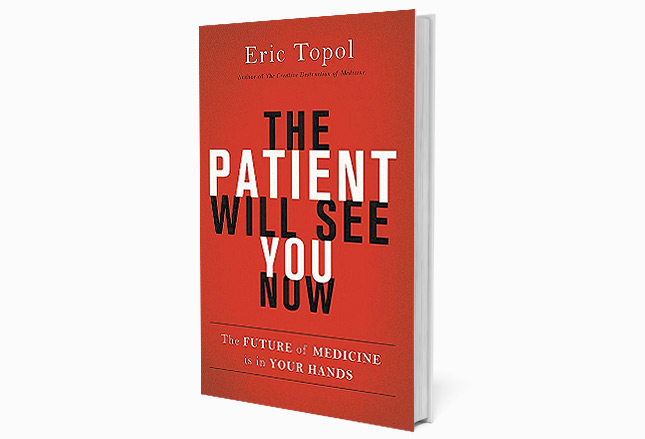 Eric Topol
Author of The Creative Destruction of Medicine
THE
PATIENT
WILL SEE
YOU
NOW
The FUTURE of MEDICINE
is in YOUR HANDS